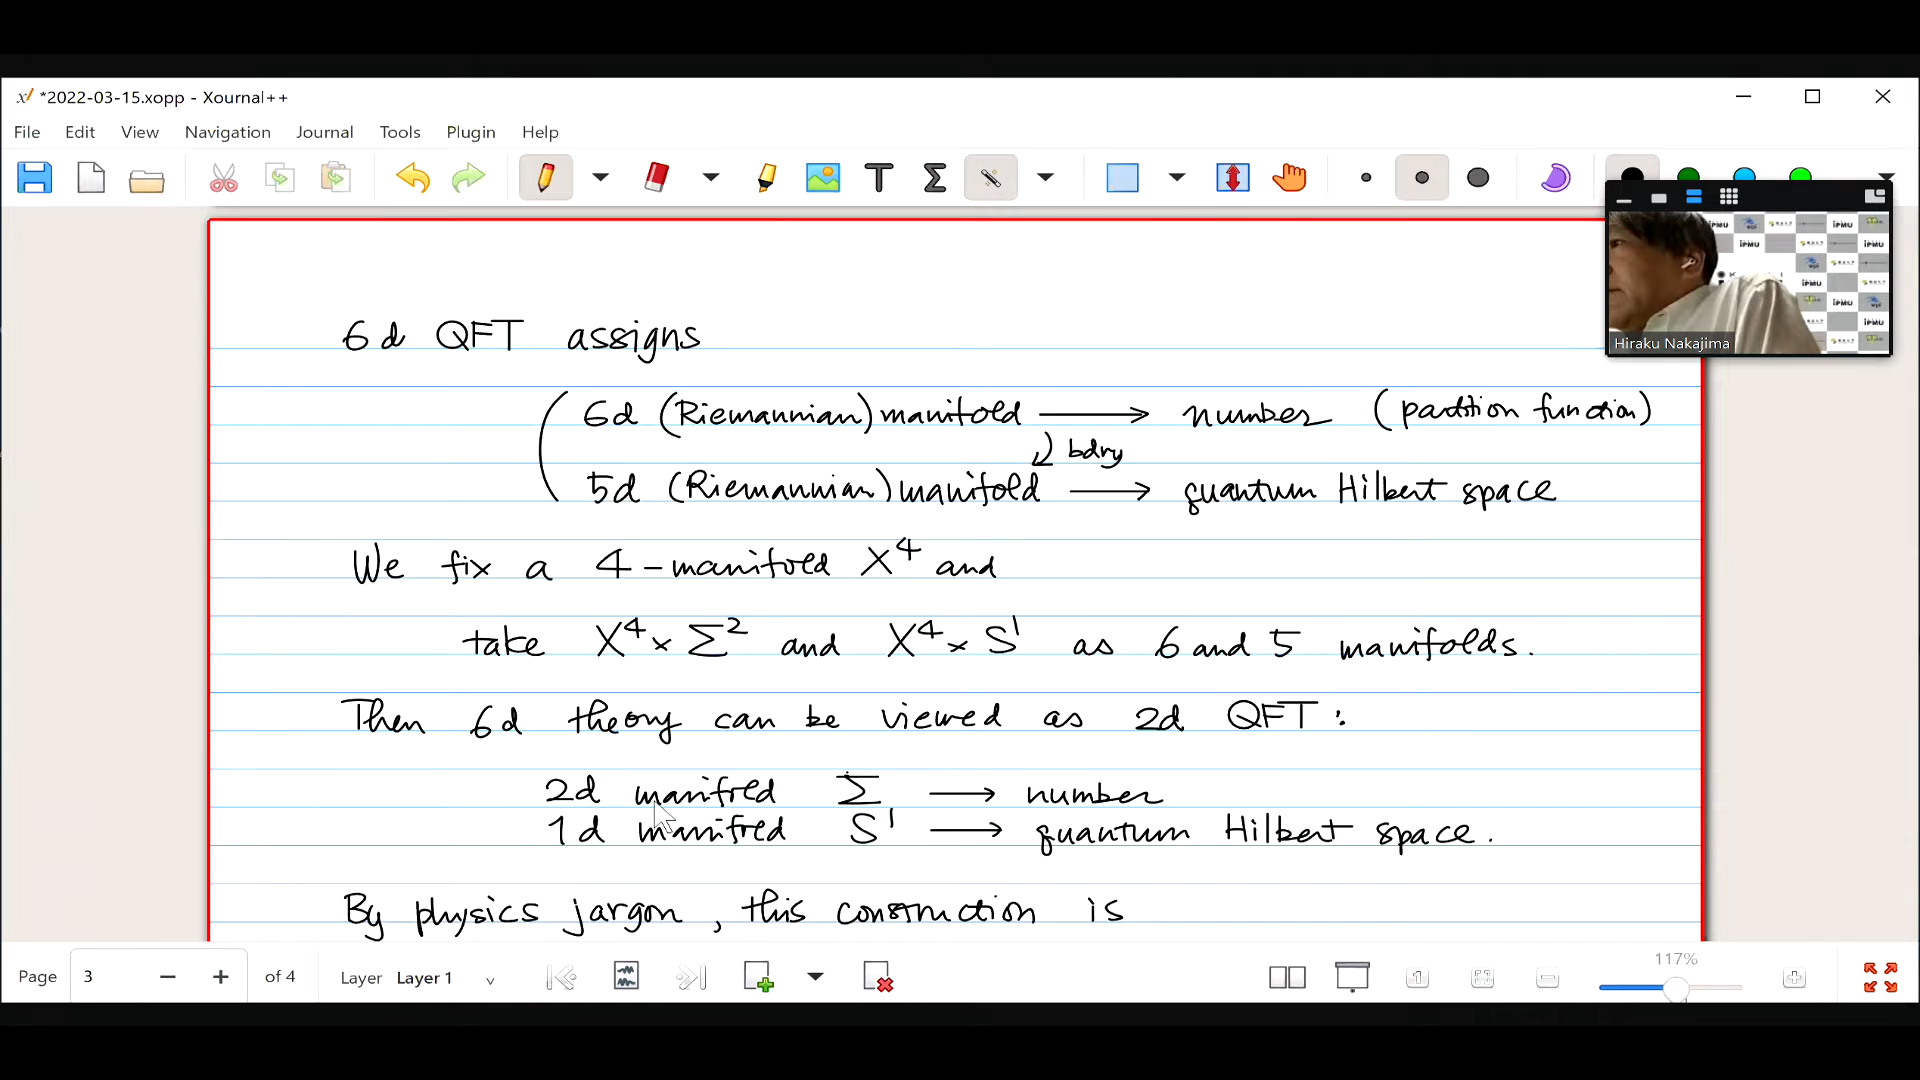 *2022-03-15.xopp - Xournal++
File Edit View Navigation Journal Tools Plugin Help
Hiraku Nakajima
6d QFT assigns
6d (Riemannian) manifold → number (partition function)
bdry
5d (Riemannian) manifold → quantum Hilbert space
We fix a 4-manifold X⁴ and
take X⁴ × Σ² and X⁴ × S¹ as 6 and 5 manifolds.
Then 6d theory can be viewed as 2d QFT :
2d manifold Σ → number
1d manifold S¹ → quantum Hilbert space.
By physics jargon, this construction is
Page 3 of 4 Layer Layer 1 117%